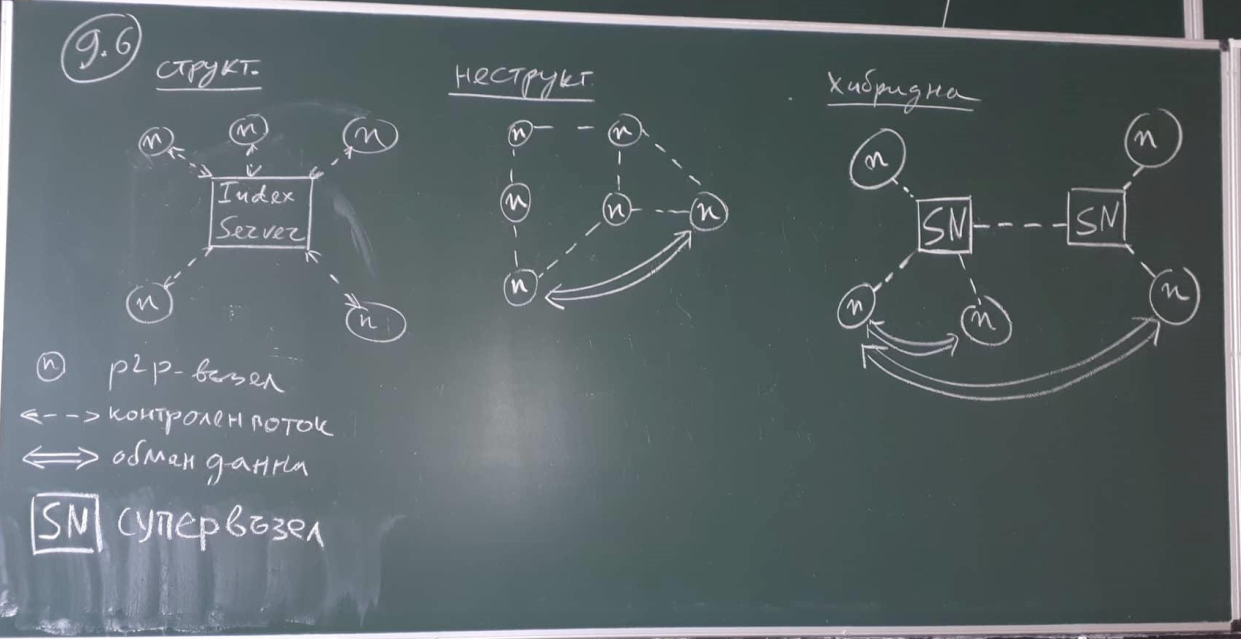 9.6
структ.
n
n
n
Index
Server
n
n
неструкт.
n
n
n
n
n
n
хибридна
n
n
SN
SN
n
n
n
n p2p-възел
контролен поток
обмен данни
SN супервъзел